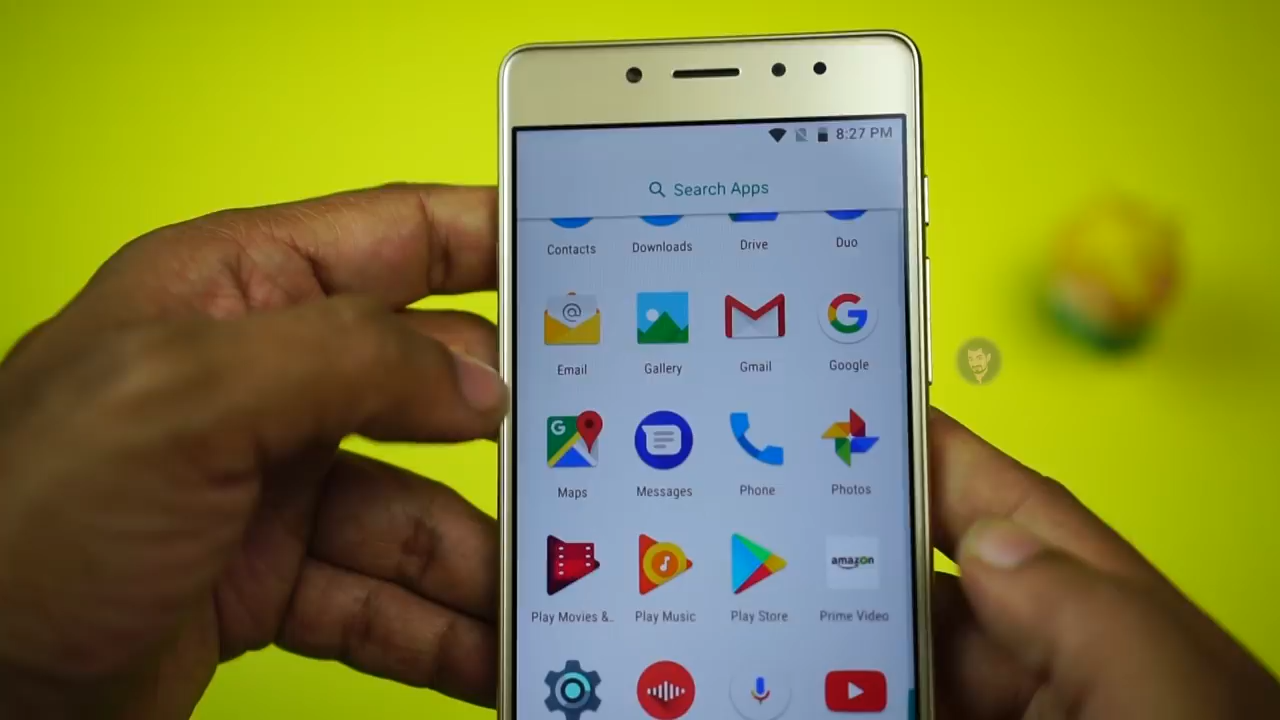 8:27 PM
Search Apps
Contacts Downloads Drive Duo
@
Email Gallery Gmail Google
G
Maps Messages Phone Photos
amazon
Play Movies &.. Play Music Play Store Prime Video